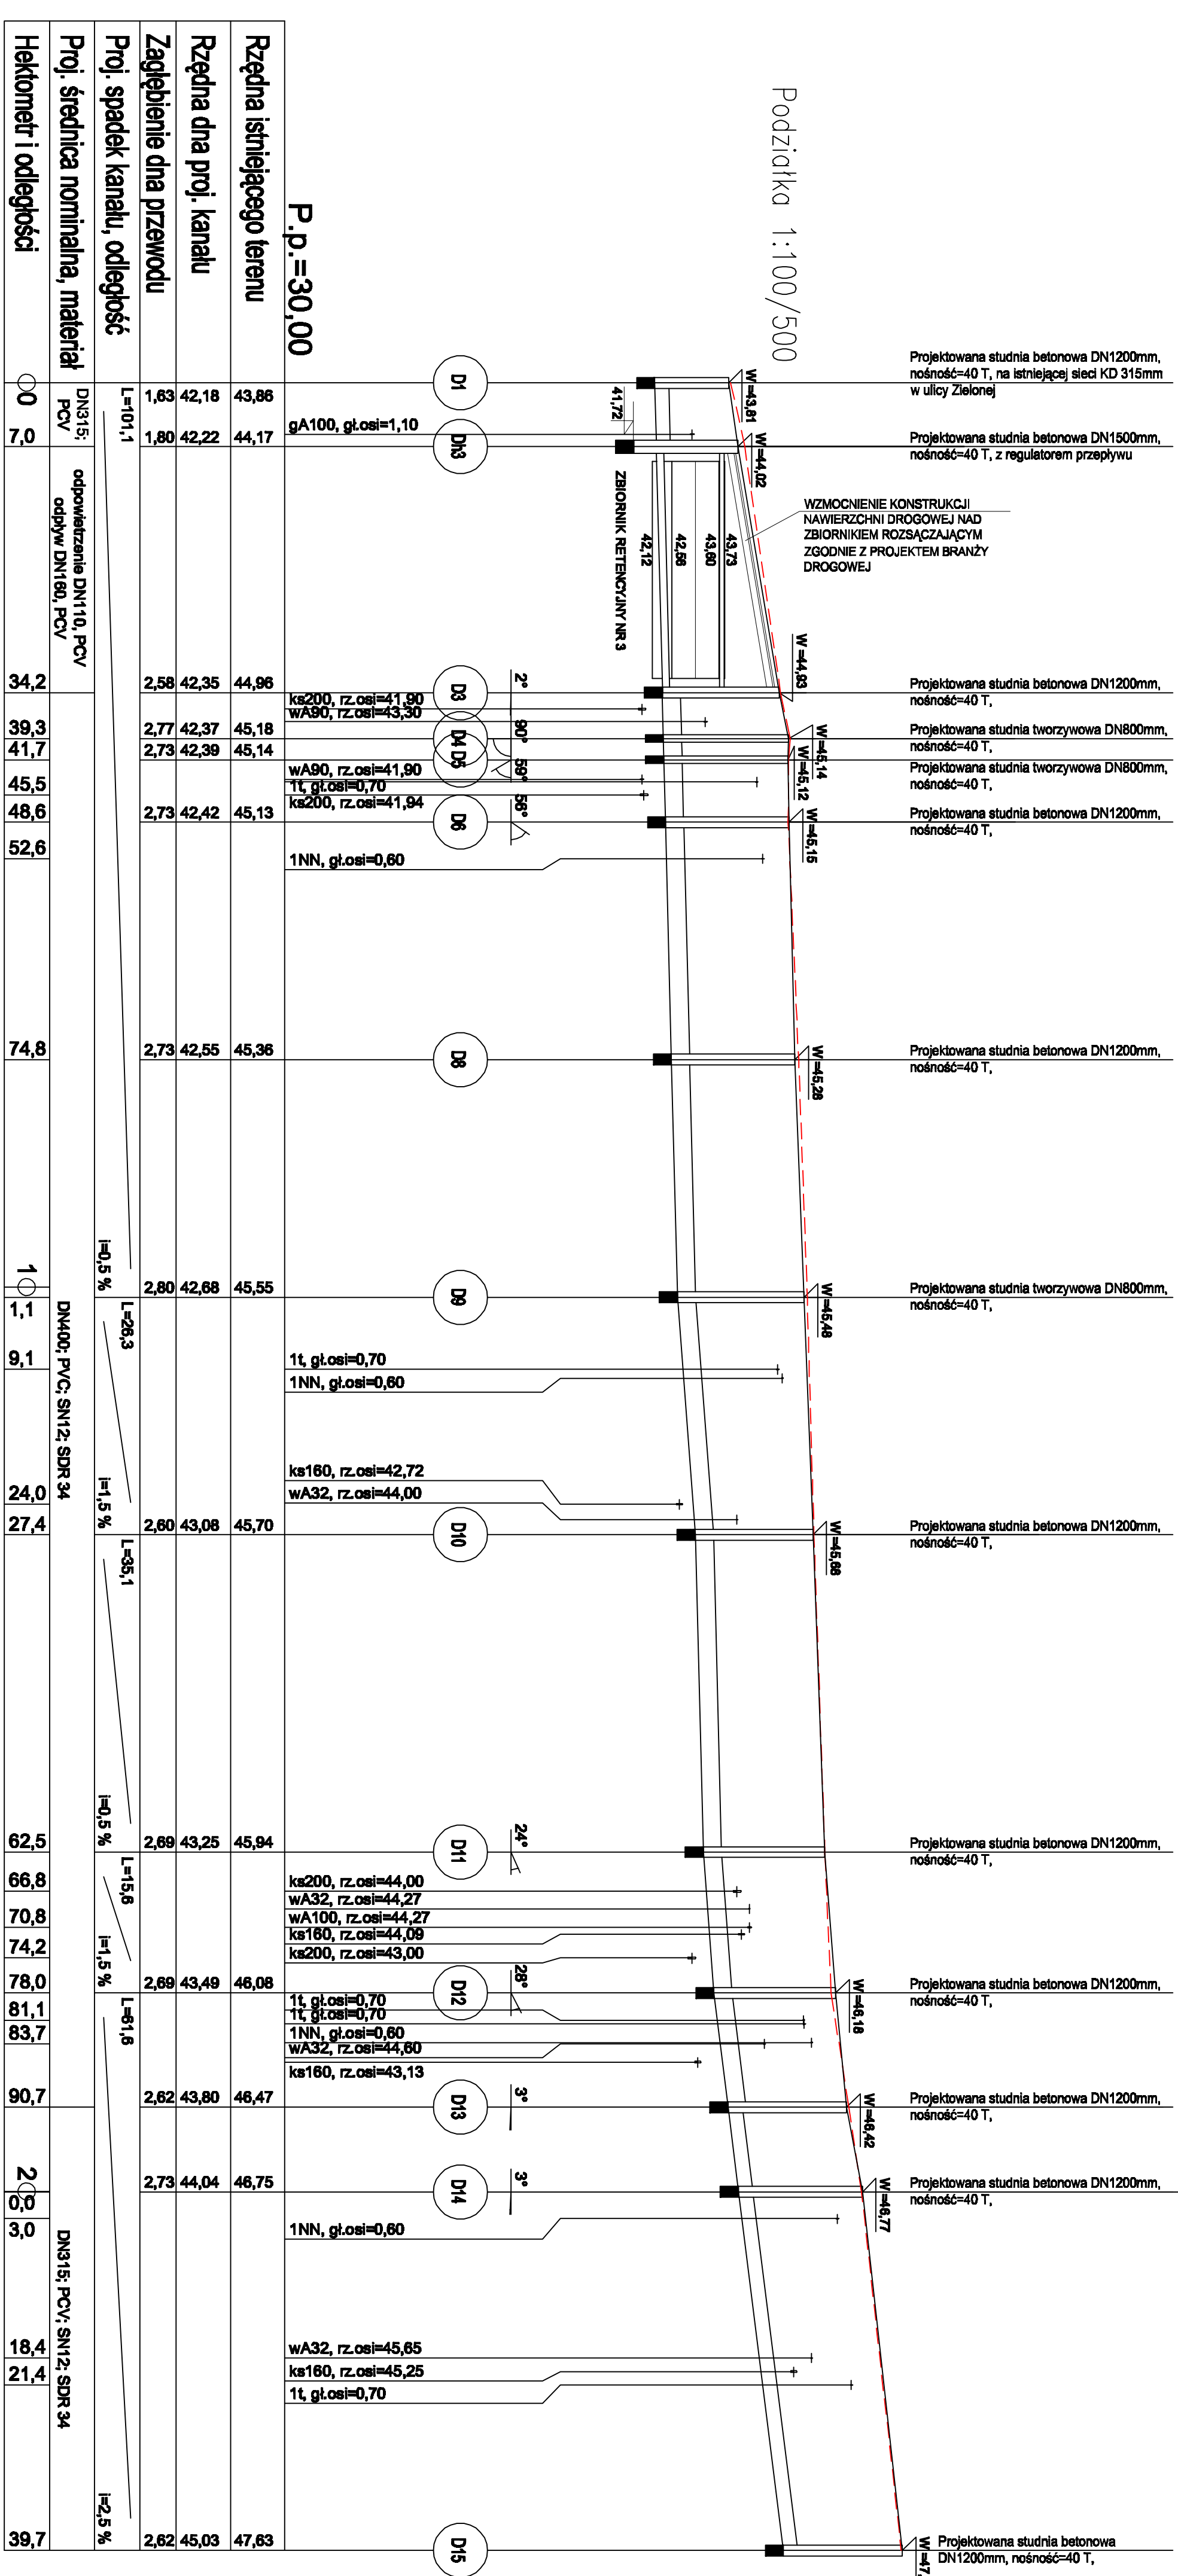 Podziałka 1:100/500
P.p.=30,00
Projektowana studnia betonowa DN1200mm,
nośność=40 T, na istniejącej sieci KD 315mm
w ulicy Zielonej
Projektowana studnia betonowa DN1500mm,
nośność=40 T, z regulatorem przepływu
WZMOCNIENIE KONSTRUKCJI
NAWIERZCHNI DROGOWEJ NAD
ZBIORNIKIEM ROZSĄCZAJĄCYM
ZGODNIE Z PROJEKTEM BRANŻY
DROGOWEJ
Projektowana studnia betonowa DN1200mm,
nośność=40 T,
Projektowana studnia tworzywowa DN800mm,
nośność=40 T,
Projektowana studnia tworzywowa DN800mm,
nośność=40 T,
Projektowana studnia betonowa DN1200mm,
nośność=40 T,
Projektowana studnia betonowa DN1200mm,
nośność=40 T,
Projektowana studnia tworzywowa DN800mm,
nośność=40 T,
Projektowana studnia betonowa DN1200mm,
nośność=40 T,
Projektowana studnia betonowa DN1200mm,
nośność=40 T,
Projektowana studnia betonowa DN1200mm,
nośność=40 T,
Projektowana studnia betonowa DN1200mm,
nośność=40 T,
Projektowana studnia betonowa DN1200mm,
nośność=40 T,
Projektowana studnia betonowa
DN1200mm, nośność=40 T,
W=43,81
W=44,02
W=44,83
W=45,14
W=45,12
W=45,15
W=45,28
W=45,48
W=45,68
W=46,18
W=46,42
W=46,77
W=47,
41,72
43,73
43,60
42,56
42,12
ZBIORNIK RETENCYJNY NR 3
2°
90°
59°
56°
24°
28°
3°
3°
D1
Dh3
D3
D4
D5
D6
D8
D9
D10
D11
D12
D13
D14
D15
gA100, gł.osi=1,10
ks200, rz.osi=41,90
wA90, rz.osi=43,30
wA90, rz.osi=41,90
1t, gł.osi=0,70
ks200, rz.osi=41,94
1NN, gł.osi=0,60
1t, gł.osi=0,70
1NN, gł.osi=0,60
ks160, rz.osi=42,72
wA32, rz.osi=44,00
ks200, rz.osi=44,00
wA32, rz.osi=44,27
wA100, rz.osi=44,27
ks160, rz.osi=44,09
ks200, rz.osi=43,00
1t, gł.osi=0,70
1t, gł.osi=0,70
1NN, gł.osi=0,60
wA32, rz.osi=44,60
ks160, rz.osi=43,13
1NN, gł.osi=0,60
wA32, rz.osi=45,65
ks160, rz.osi=45,25
1t, gł.osi=0,70
Rzędna istniejącego terenu
43,86 44,17 44,96 45,18 45,14 45,13 45,36 45,55 45,70 45,94 46,08 46,47 46,75 47,63
Rzędna dna proj. kanału
42,18 42,22 42,35 42,37 42,39 42,42 42,55 42,68 43,08 43,25 43,49 43,80 44,04 45,03
Zagłębienie dna przewodu
1,63 1,80 2,58 2,77 2,73 2,73 2,73 2,80 2,60 2,69 2,69 2,62 2,73 2,62
Proj. spadek kanału, odległość
L=101,1 i=0,5 % L=26,3 i=1,5 % L=35,1 i=0,5 % L=15,6 i=1,5 % L=61,6 i=2,5 %
Proj. średnica nominalna, materiał
DN315;
PCV
odpowietrzenie DN110, PCV
odpływ DN160, PCV
DN400; PVC; SN12; SDR 34
DN315; PCV; SN12; SDR 34
Hektometr i odległości
0 7,0 34,2 39,3 41,7 45,5 48,6 52,6 74,8 1 1,1 9,1 24,0 27,4 62,5 66,8 70,8 74,2 78,0 81,1 83,7 90,7 2 0,0 3,0 18,4 21,4 39,7